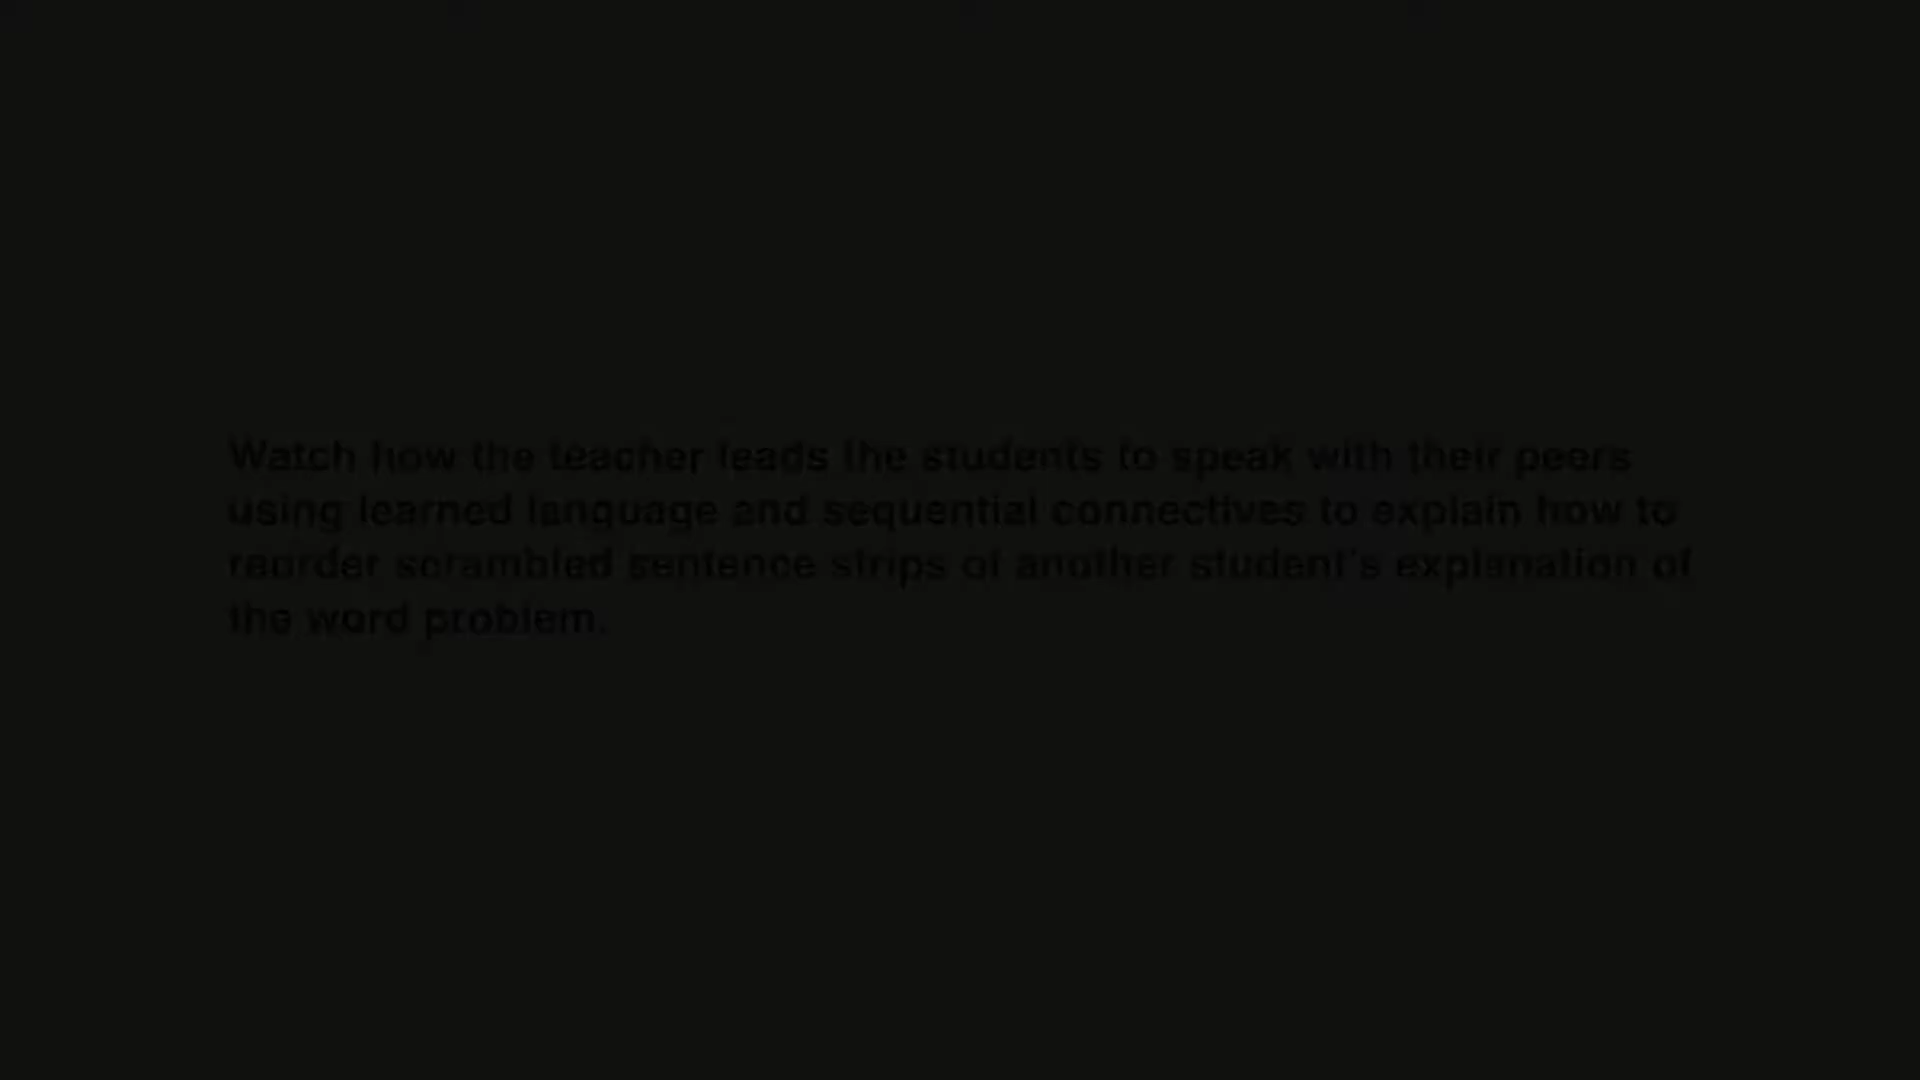 Watch how the teacher leads the students to speak with their peers
using learned language and sequential connectives to explain how to
reorder scrambled sentence strips of another student's explanation of
the word problem.